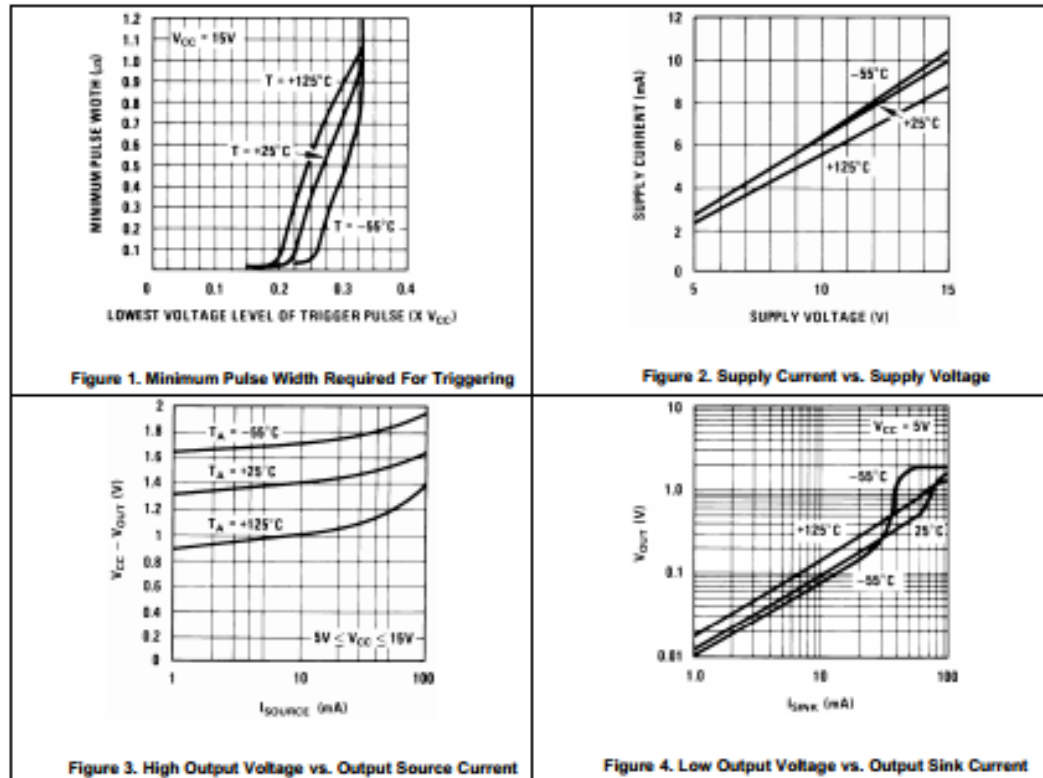 1.2
1.1
1.0
0.9
0.8
0.7
0.6
0.5
0.4
0.3
0.2
0.1
MINIMUM PULSE WIDTH (µs)
VCC = 15V
T = +125°C
T = +25°C
T = −55°C
0 0.1 0.2 0.3 0.4
LOWEST VOLTAGE LEVEL OF TRIGGER PULSE (X VCC)
Figure 1. Minimum Pulse Width Required For Triggering
12
10
8
6
4
2
0
SUPPLY CURRENT (mA)
−55°C
+25°C
+125°C
5 10 15
SUPPLY VOLTAGE (V)
Figure 2. Supply Current vs. Supply Voltage
2
1.8
1.6
1.4
1.2
1
0.8
0.6
0.4
0.2
0
VCC − VOUT (V)
TA = −55°C
TA = +25°C
TA = +125°C
5V ≤ VCC ≤ 15V
1 10 100
ISOURCE (mA)
Figure 3. High Output Voltage vs. Output Source Current
10
1.0
0.1
0.01
VOUT (V)
VCC = 5V
−55°C
+125°C
25°C
−55°C
1.0 10 100
ISINK (mA)
Figure 4. Low Output Voltage vs. Output Sink Current